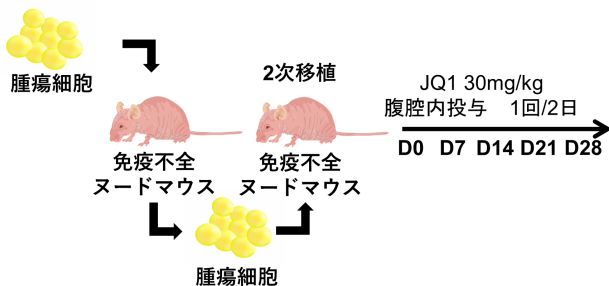 腫瘍細胞
2次移植
JQ1 30mg/kg
腹腔内投与　1回/2日
D0 D7 D14 D21 D28
免疫不全
ヌードマウス
免疫不全
ヌードマウス
腫瘍細胞